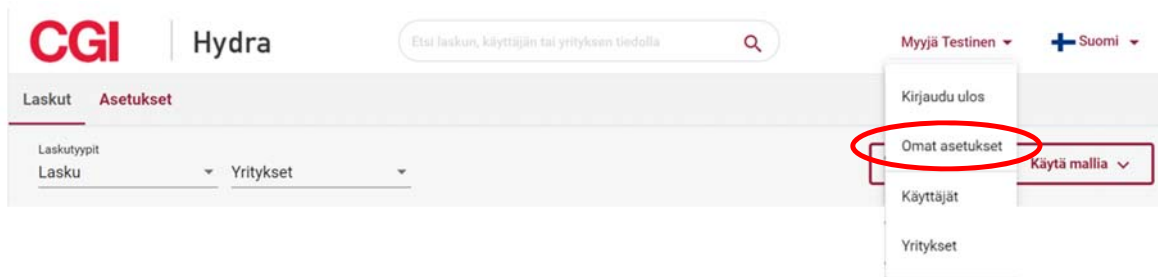 CGI Hydra Etsi laskun, käyttäjän tai yrityksen tiedolla Myyjä Testinen Suomi
Laskut Asetukset Kirjaudu ulos
Laskutyypit
Lasku Yritykset Omat asetukset Käytä mallia
Käyttäjät
Yritykset